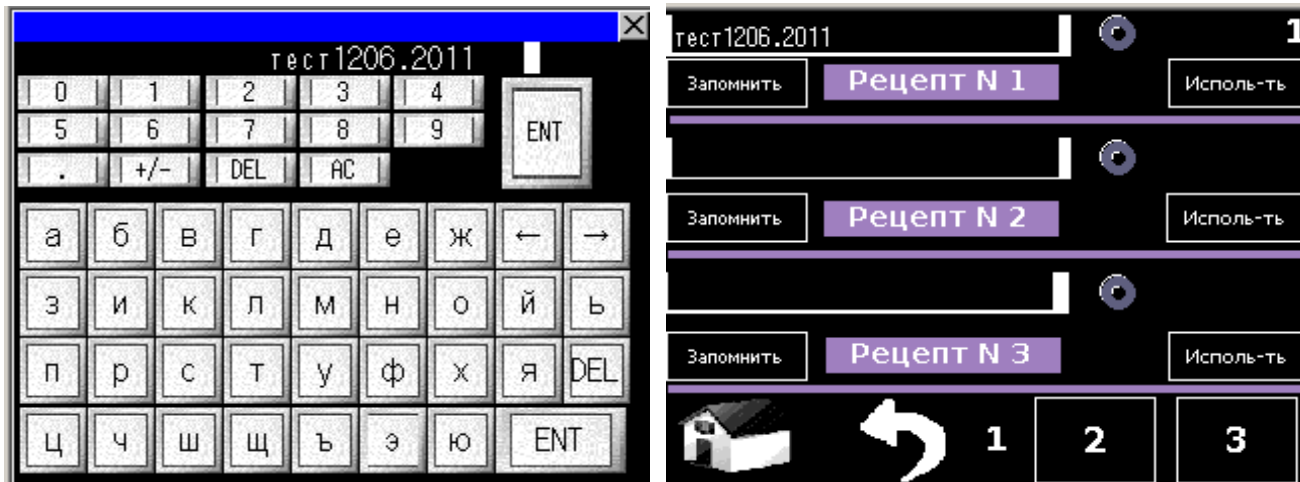 тест1206.2011
0 1 2 3 4
5 6 7 8 9 ENT
. +/- DEL AC
а б в г д е ж ← →
з и к л м н о й ь
п р с т у ф х я DEL
ц ч ш щ ъ э ю ENT
тест1206.2011 1
Запомнить Рецепт N 1 Исполь-ть
Запомнить Рецепт N 2 Исполь-ть
Запомнить Рецепт N 3 Исполь-ть
1 2 3